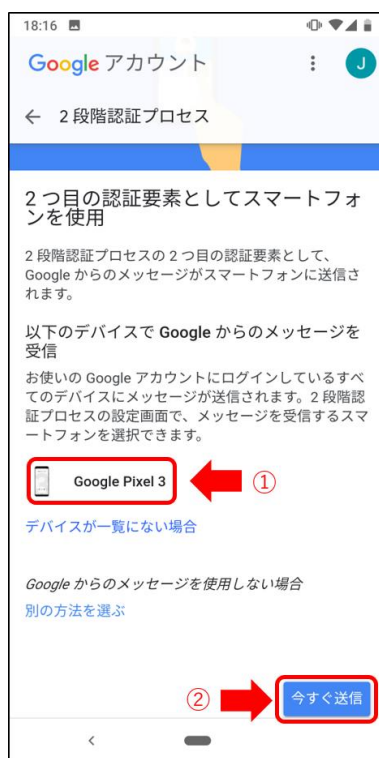 18:16
Google アカウント
J
2 段階認証プロセス
2 つ目の認証要素としてスマートフォ
ンを使用
2 段階認証プロセスの 2 つ目の認証要素として、
Google からのメッセージがスマートフォンに送信さ
れます。
以下のデバイスで Google からのメッセージを
受信
お使いの Google アカウントにログインしているすべ
てのデバイスにメッセージが送信されます。2 段階認
証プロセスの設定画面で、メッセージを受信するスマ
ートフォンを選択できます。
Google Pixel 3
①
デバイスが一覧にない場合
Google からのメッセージを使用しない場合
別の方法を選ぶ
②
今すぐ送信